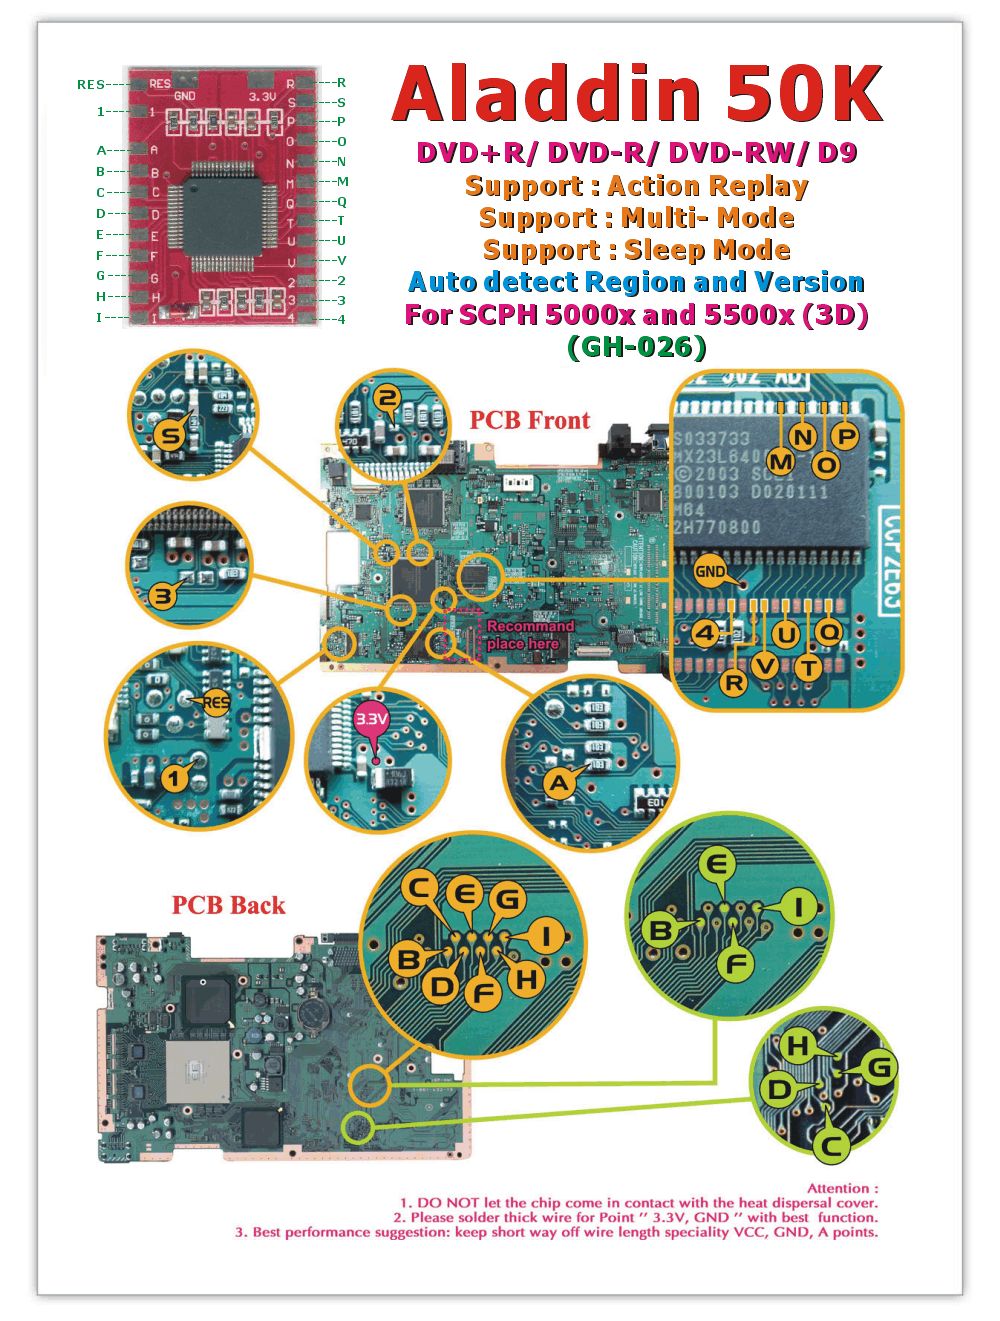 Aladdin 50K
DVD+R/ DVD-R/ DVD-RW/ D9
Support : Action Replay
Support : Multi- Mode
Support : Sleep Mode
Auto detect Region and Version
For SCPH 5000x and 5500x (3D)
(GH-026)
RES
1
A
B
C
D
E
F
G
H
I
RES
GND
3.3V
1
A
B
C
D
E
F
G
H
1
R
S
P
O
N
M
Q
T
U
V
2
3
4
R
S
P
O
N
M
Q
T
U
V
2
3
4
PCB Front
S
2
3
RES
1
3.3V
A
Recommand
place here
M
N
O
P
S033733
©2003
D020111
M64
2H770800
GND
4
U
Q
R
V
T
PCB Back
C
E
G
I
B
D
F
H
E
I
B
F
H
G
D
C
Attention :
1. DO NOT let the chip come in contact with the heat dispersal cover.
2. Please solder thick wire for Point " 3.3V, GND " with best function.
3. Best performance suggestion: keep short way off wire length speciality VCC, GND, A points.